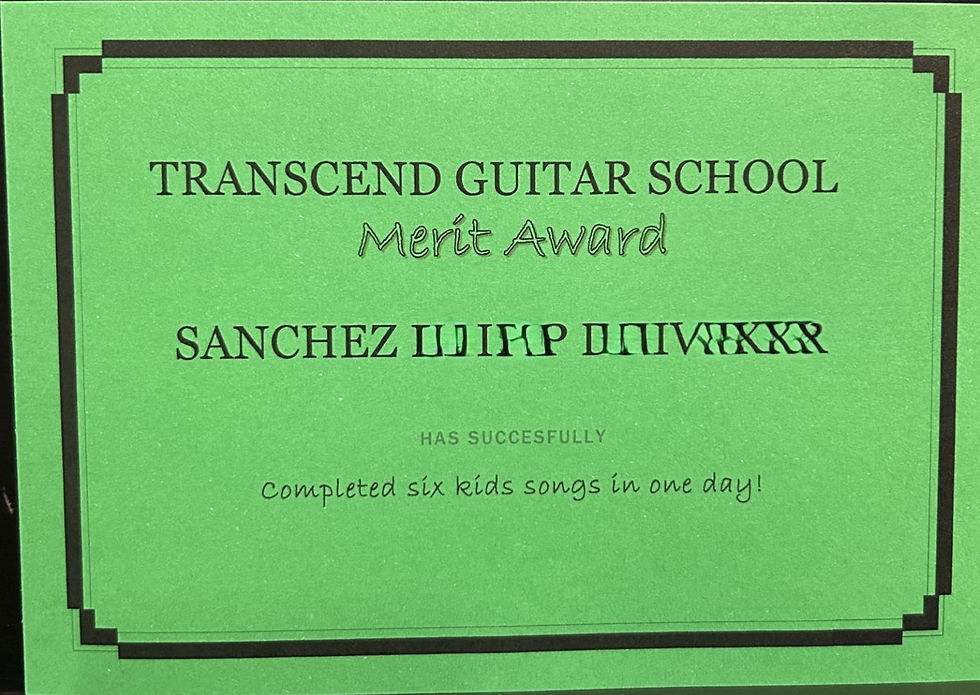 TRANSCEND GUITAR SCHOOL
Merit Award
SANCHEZ
HAS SUCCESFULLY
Completed six kids songs in one day!